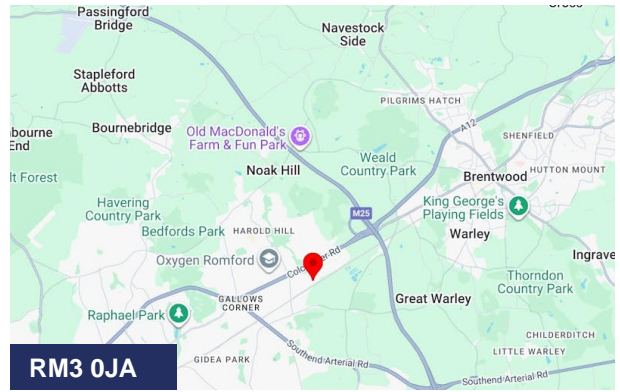 Passingford
Bridge
Navestock
Side
Stapleford
Abbotts
PILGRIMS HATCH
A12
Bournebridge
Old MacDonald's
Farm & Fun Park
SHENFIELD
Noak Hill
Weald
Country Park
Brentwood
HUTTON MOUNT
End
lt Forest
Havering
Country Park
M25
King George's
Playing Fields
Bedfords Park
HAROLD HILL
Warley
Oxygen Romford
Ingrave
Thorndon
Country Park
Great Warley
GALLOWS
CORNER
Raphael Park
CHILDERDITCH
LITTLE WARLEY
GIDEA PARK
Southend Arterial Rd
Southend Arterial Rd
RM3 0JA